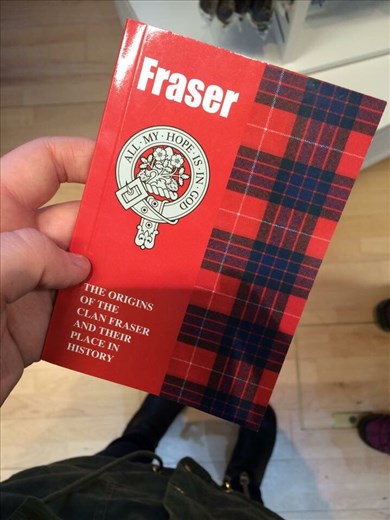 Fraser
ALL · MY · HOPE · IS · IN · GOD
THE ORIGINS
OF THE
CLAN FRASER
AND THEIR
PLACE IN
HISTORY